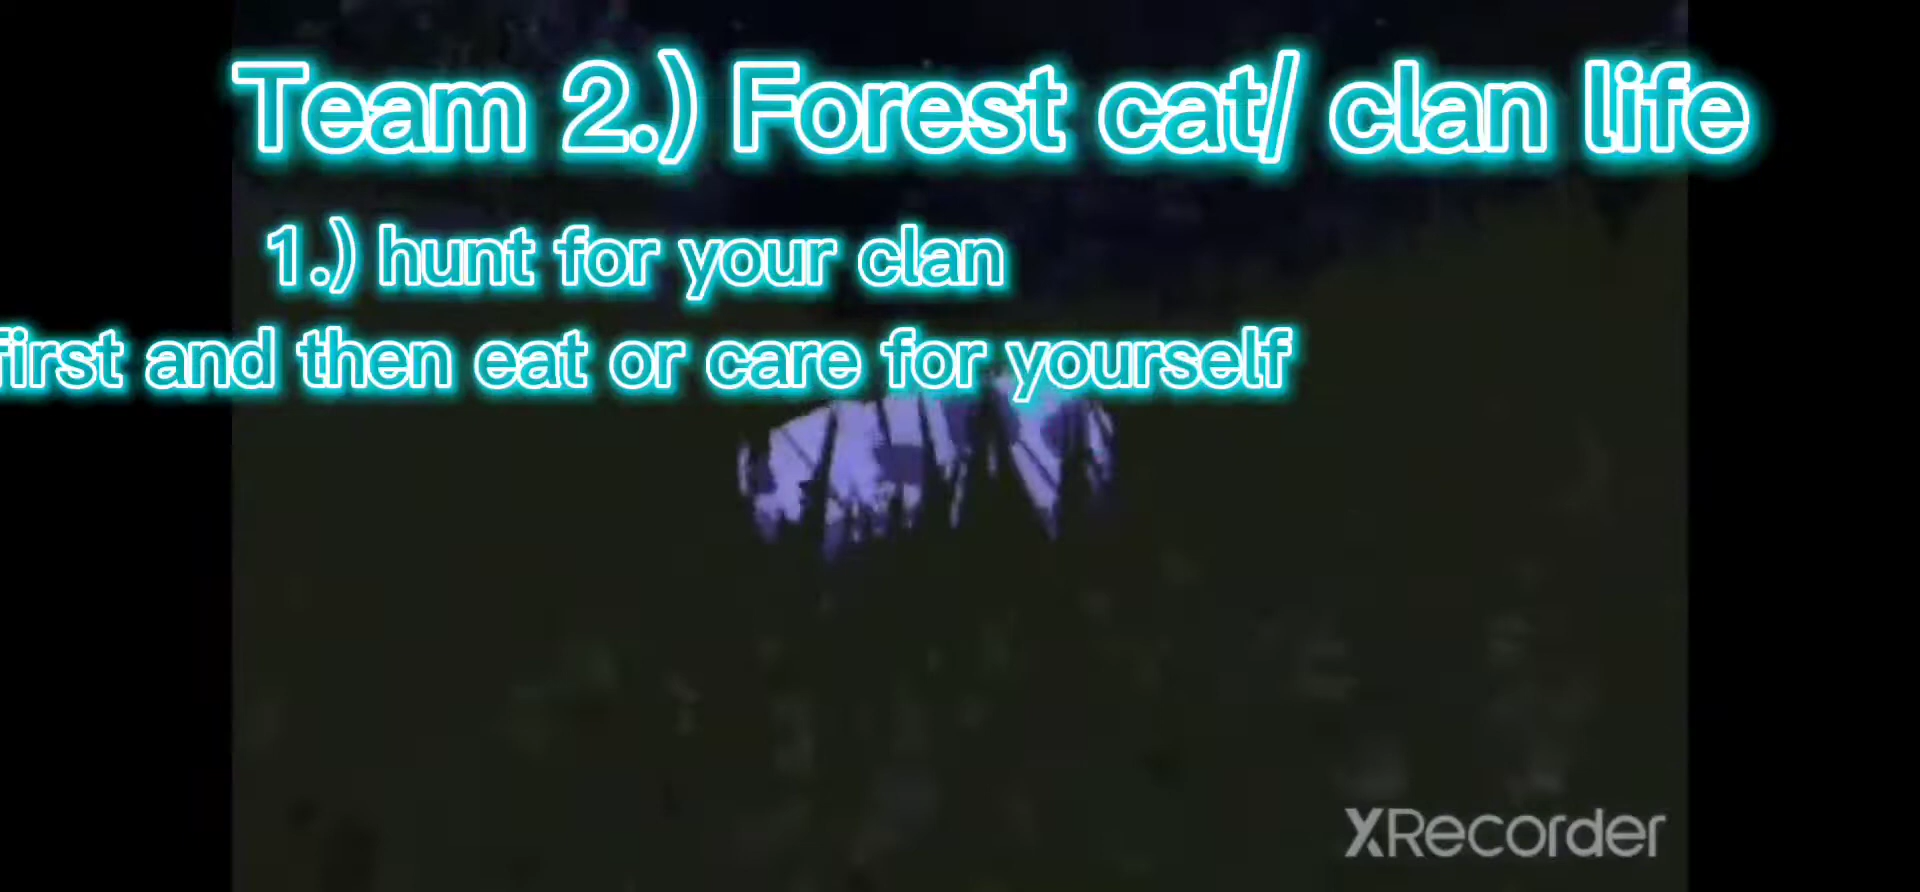 Team 2.) Forest cat/ clan life
1.) hunt for your clan
first and then eat or care for yourself
XRecorder